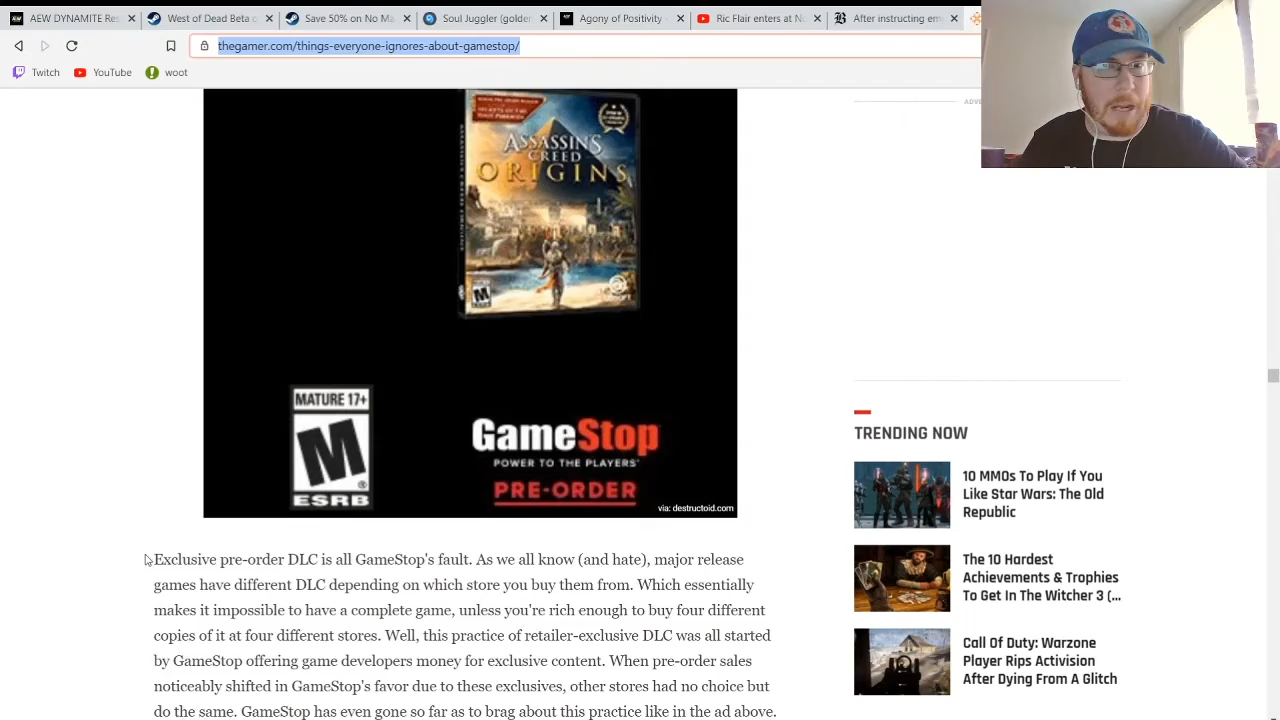 AEW DYNAMITE Res
West of Dead Beta o
Save 50% on No Ma
Soul Juggler (golden
Agony of Positivity -
Ric Flair enters at Nu
After instructing em
thegamer.com/things-everyone-ignores-about-gamestop/
Twitch
YouTube
woot
ASSASSIN'S
CREED
ORIGINS
M
UBISOFT
MATURE 17+
M
ESRB
GameStop
POWER TO THE PLAYERS
PRE-ORDER
via: destructoid.com
Exclusive pre-order DLC is all GameStop's fault. As we all know (and hate), major release
games have different DLC depending on which store you buy them from. Which essentially
makes it impossible to have a complete game, unless you're rich enough to buy four different
copies of it at four different stores. Well, this practice of retailer-exclusive DLC was all started
by GameStop offering game developers money for exclusive content. When pre-order sales
noticeably shifted in GameStop's favor due to these exclusives, other stores had no choice but
do the same. GameStop has even gone so far as to brag about this practice like in the ad above.
ADVE
TRENDING NOW
10 MMOs To Play If You
Like Star Wars: The Old
Republic
The 10 Hardest
Achievements & Trophies
To Get In The Witcher 3 (...
Call Of Duty: Warzone
Player Rips Activision
After Dying From A Glitch